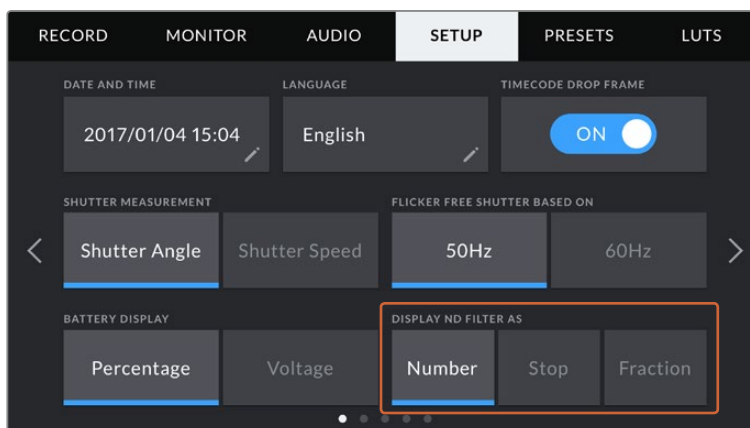 RECORD MONITOR AUDIO SETUP PRESETS LUTS
DATE AND TIME LANGUAGE TIMECODE DROP FRAME
2017/01/04 15:04 English ON
SHUTTER MEASUREMENT FLICKER FREE SHUTTER BASED ON
Shutter Angle Shutter Speed 50Hz 60Hz
BATTERY DISPLAY DISPLAY ND FILTER AS
Percentage Voltage Number Stop Fraction